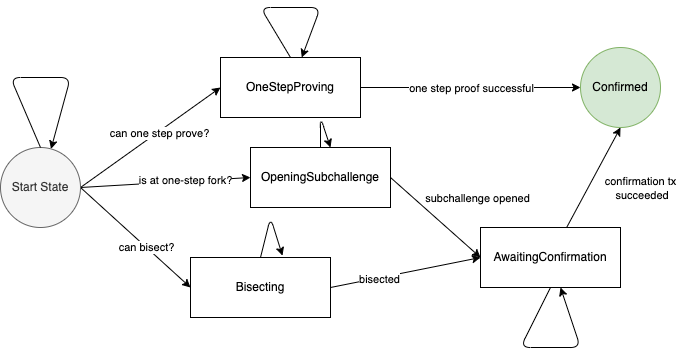 OneStepProving
one step proof successful
Confirmed
can one step prove?
Start State
is at one-step fork?
OpeningSubchallenge
confirmation tx
succeeded
subchallenge opened
can bisect?
AwaitingConfirmation
Bisecting
bisected